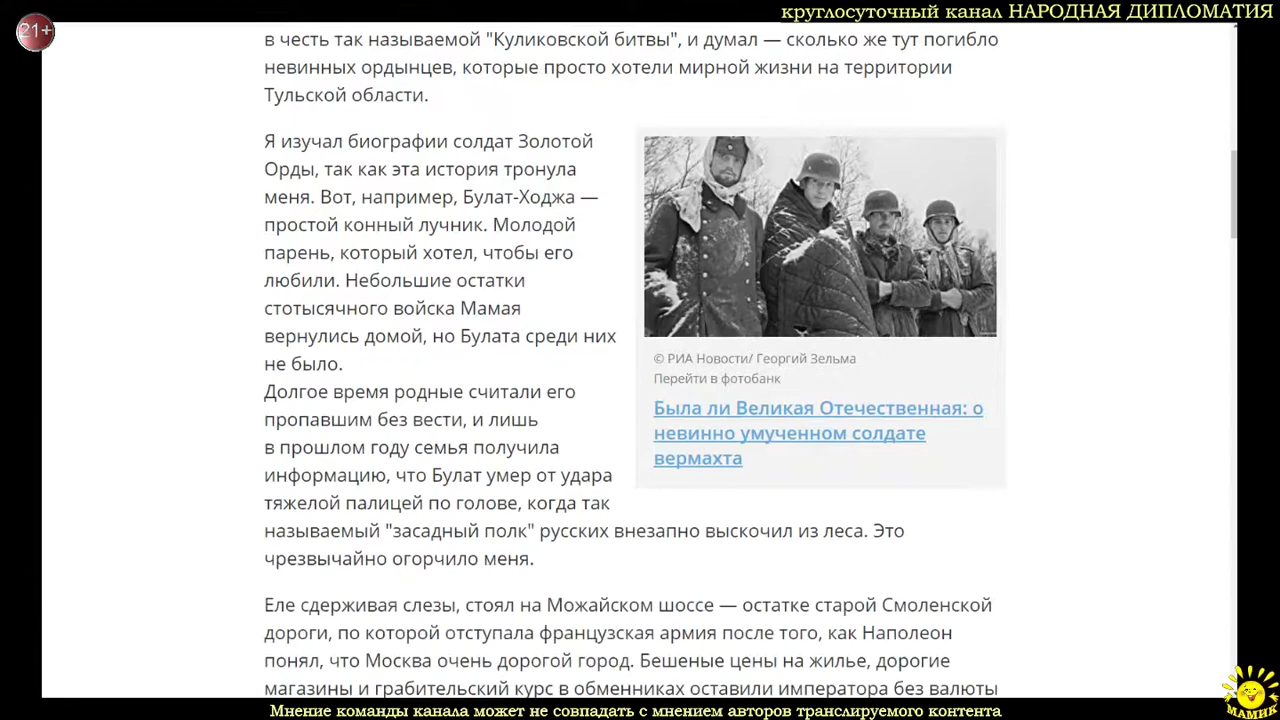 круглосуточный канал НАРОДНАЯ ДИПЛОМАТИЯ
21+
в честь так называемой "Куликовской битвы", и думал — сколько же тут погибло
невинных ордынцев, которые просто хотели мирной жизни на территории
Тульской области.
Я изучал биографии солдат Золотой
Орды, так как эта история тронула
меня. Вот, например, Булат-Ходжа —
простой конный лучник. Молодой
парень, который хотел, чтобы его
любили. Небольшие остатки
стотысячного войска Мамая
вернулись домой, но Булата среди них
не было.
Долгое время родные считали его
пропавшим без вести, и лишь
в прошлом году семья получила
информацию, что Булат умер от удара
тяжелой палицей по голове, когда так
называемый "засадный полк" русских внезапно выскочил из леса. Это
чрезвычайно огорчило меня.
© РИА Новости/ Георгий Зельма
Перейти в фотобанк
Была ли Великая Отечественная: о
невинно умученном солдате
вермахта
Еле сдерживая слезы, стоял на Можайском шоссе — остатке старой Смоленской
дороги, по которой отступала французская армия после того, как Наполеон
понял, что Москва очень дорогой город. Бешеные цены на жилье, дорогие
магазины и грабительский курс в обменниках оставили императора без валюты
МАМИК
Мнение команды канала может не совпадать с мнением авторов транслируемого контента